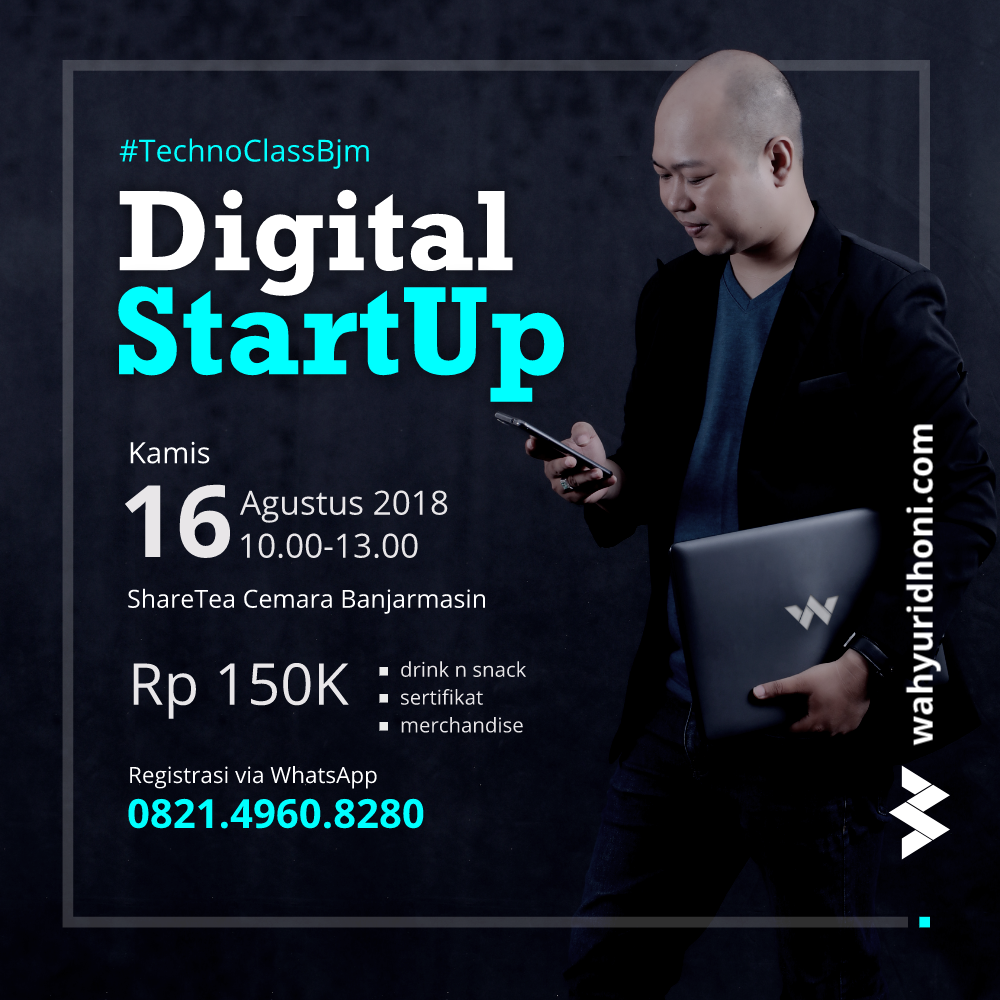 #TechnoClassBjm
Digital
StartUp
Kamis
16
Agustus 2018
10.00-13.00
ShareTea Cemara Banjarmasin
Rp 150K
drink n snack
sertifikat
merchandise
Registrasi via WhatsApp
0821.4960.8280
wahyuridhoni.com